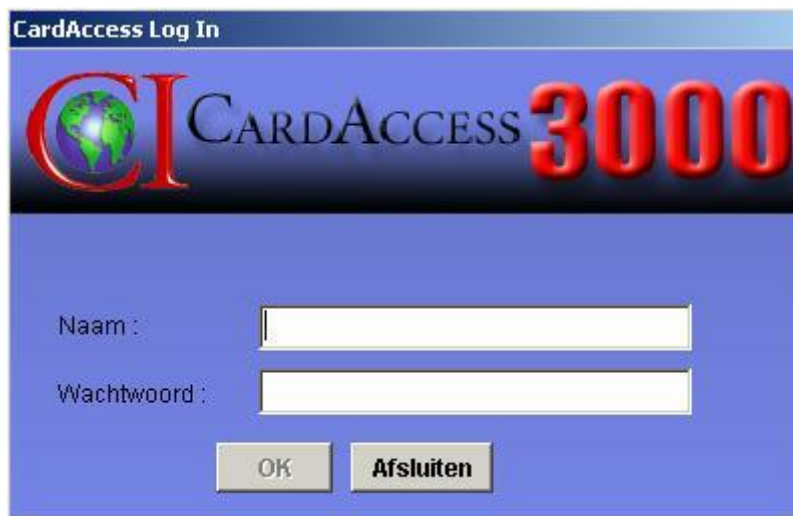 CardAccess Log In
CI CARDACCESS 3000
Naam :
Wachtwoord :
OK Afsluiten